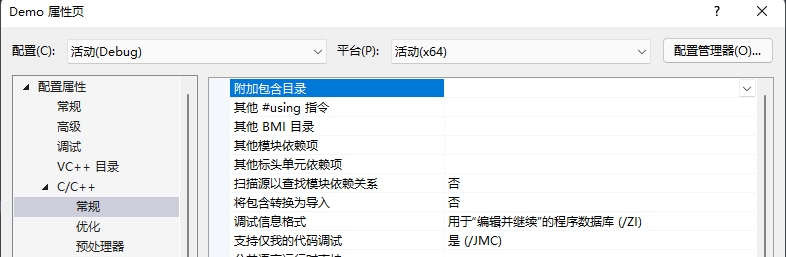 Demo 属性页
配置(C): 活动(Debug) 平台(P): 活动(x64) 配置管理器(O)...
配置属性
常规
高级
调试
VC++ 目录
C/C++
常规
优化
预处理器
附加包含目录
其他 #using 指令
其他 BMI 目录
其他模块依赖项
其他标头单元依赖项
扫描源以查找模块依赖关系 否
将包含转换为导入 否
调试信息格式 用于“编辑并继续”的程序数据库 (/ZI)
支持仅我的代码调试 是 (/JMC)